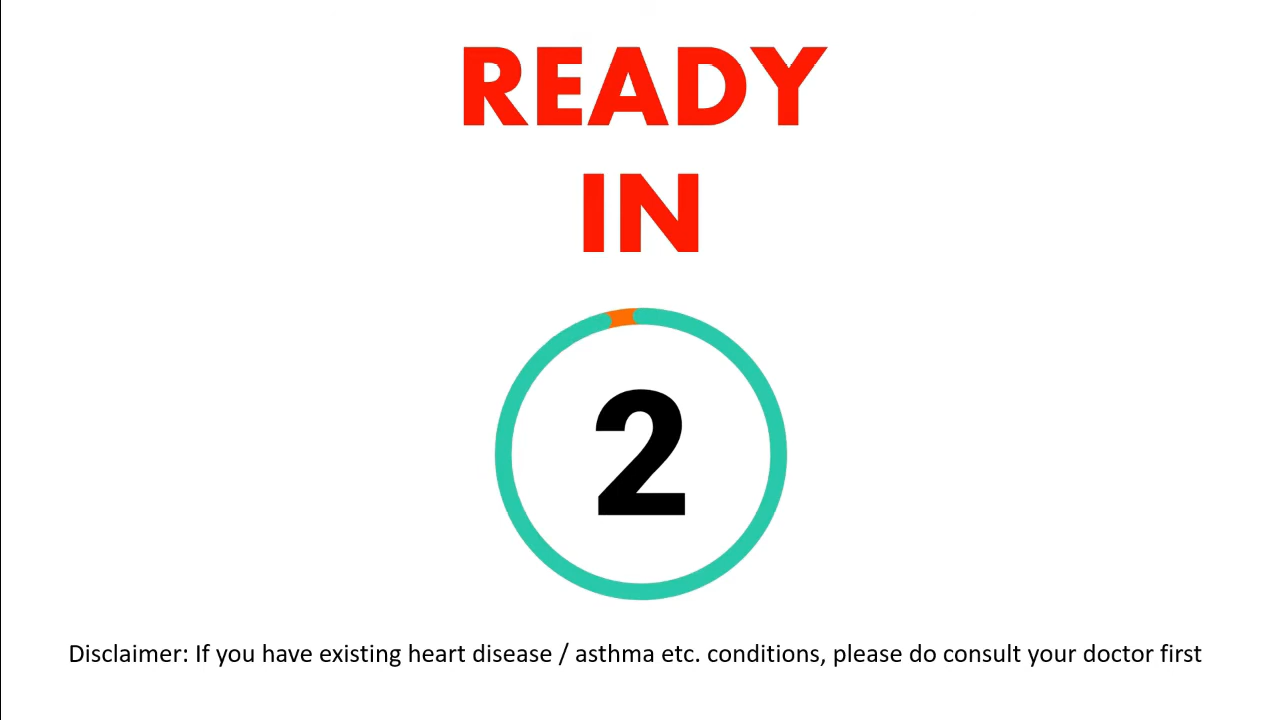 READY
IN
2
Disclaimer: If you have existing heart disease / asthma etc. conditions, please do consult your doctor first